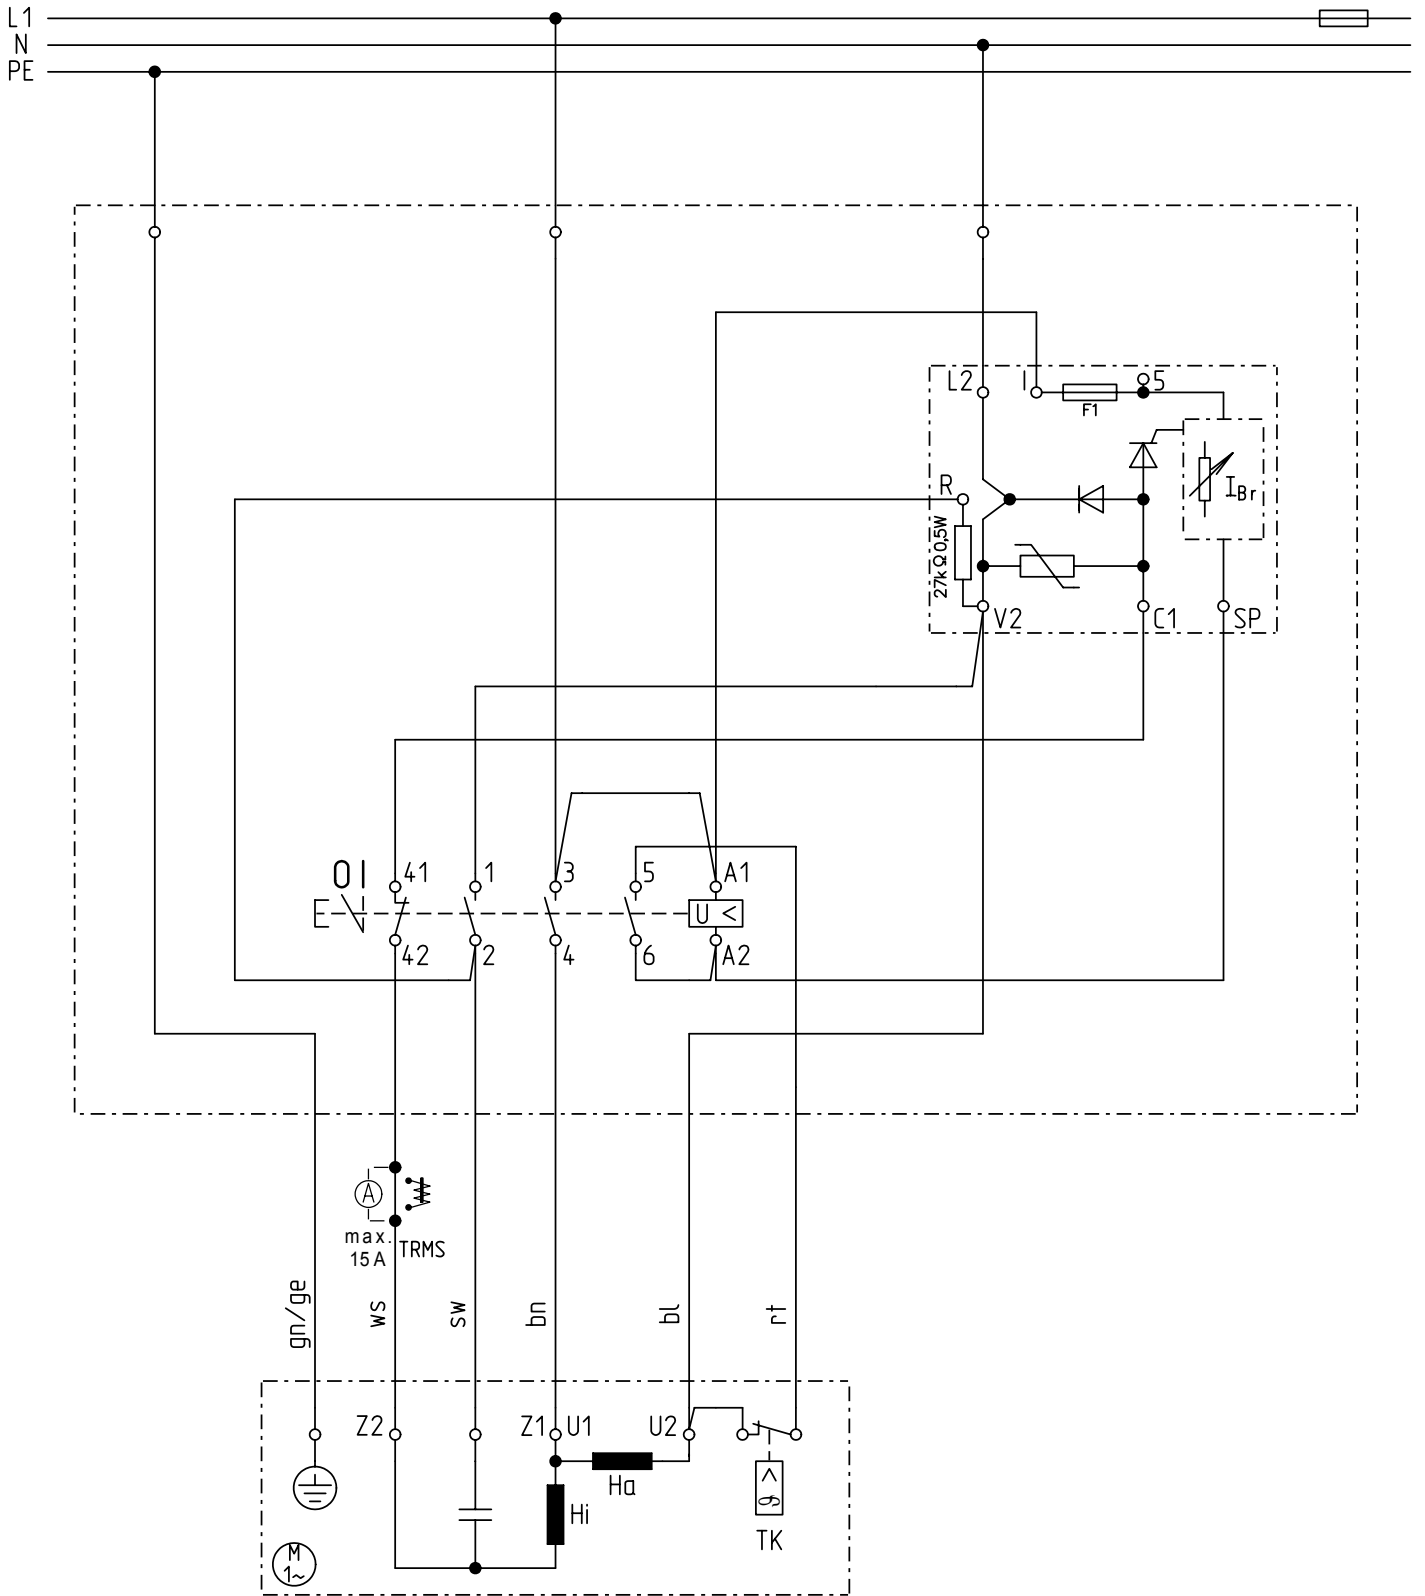 L1
N
PE
L2
I
5
F1
R
I Br
27kΩ0,5W
V2
C1
SP
0 I
41
1
3
5
A1
U <
42
2
4
6
A2
A
max. TRMS
15A
gn/ge
ws
sw
bn
bl
rt
Z2
Z1
U1
U2
Ha
Hi
ϑ >
TK
M
1~